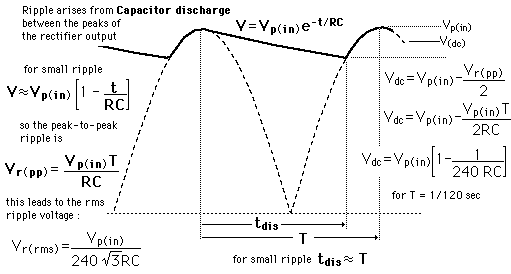 Ripple arises from Capacitor discharge
between the peaks of
the rectifier output
V=Vp(in)e-t/RC
Vp(in)
V(dc)
for small ripple
V≈Vp(in)[1 - t/RC]
so the peak-to-peak
ripple is
Vr(pp)= Vp(in)T/RC
this leads to the rms
ripple voltage :
Vr(rms)= Vp(in)/240 √3RC
Vdc=Vp(in)- Vr(pp)/2
Vdc=Vp(in)- Vp(in)T/2RC
Vdc=Vp(in)[1- 1/240 RC]
for T = 1/120 sec
tdis
T
for small ripple tdis≈ T